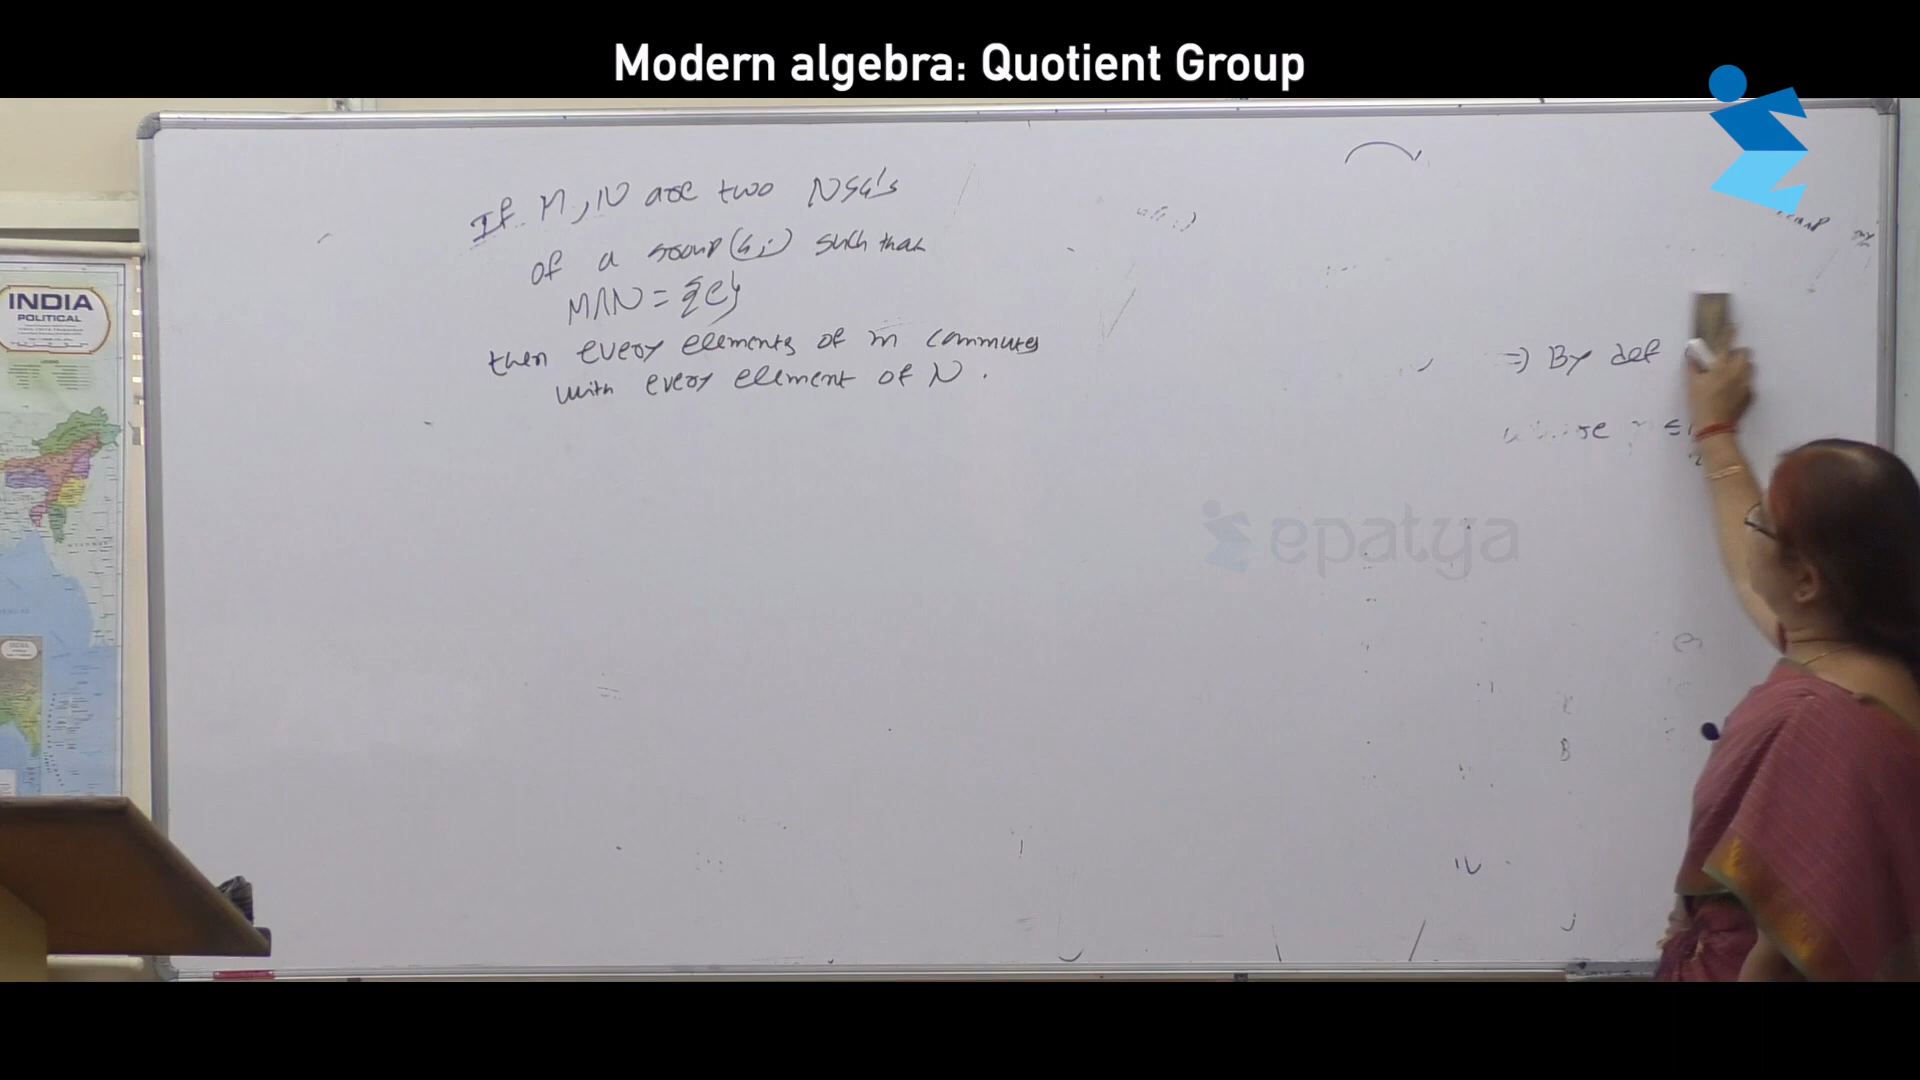 Modern algebra: Quotient Group
If M, N are two NSG's
of a group (G, ·) such that
M∩N = {e}
then every elements of m commutes
with every element of N.
=) By def
INDIA
POLITICAL
epatya
B